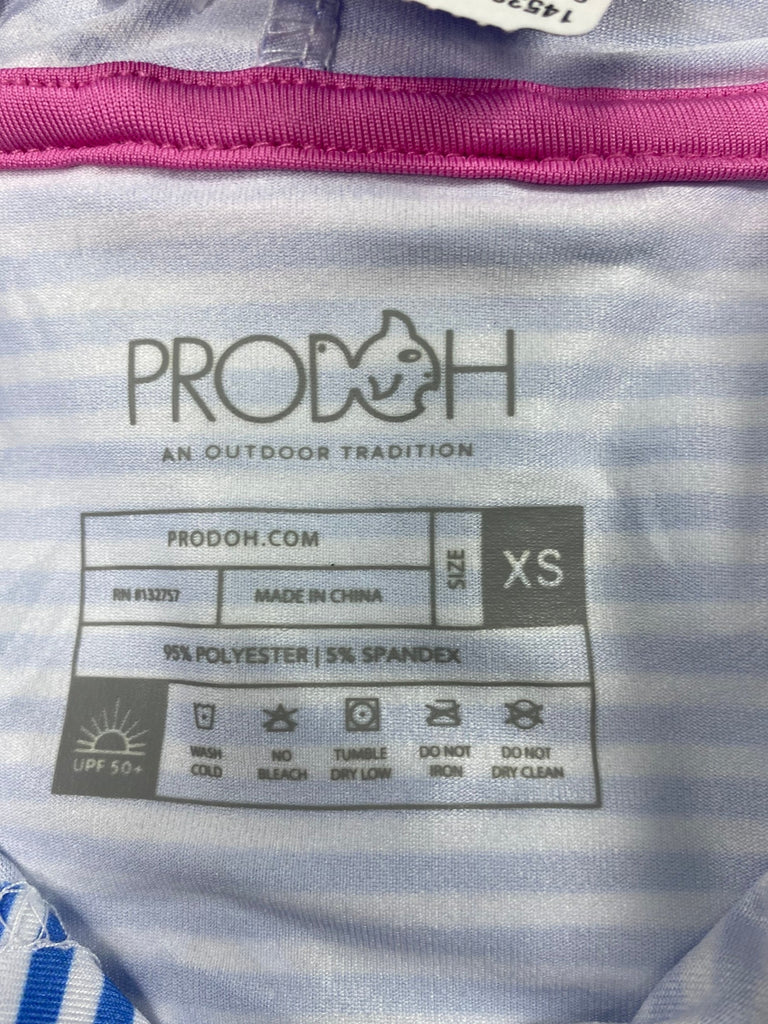 PRODOH
AN OUTDOOR TRADITION
PRODOH.COM
SIZE
XS
RN #132757
MADE IN CHINA
95% POLYESTER | 5% SPANDEX
UPF 50+
WASH COLD
NO BLEACH
TUMBLE DRY LOW
DO NOT IRON
DO NOT DRY CLEAN